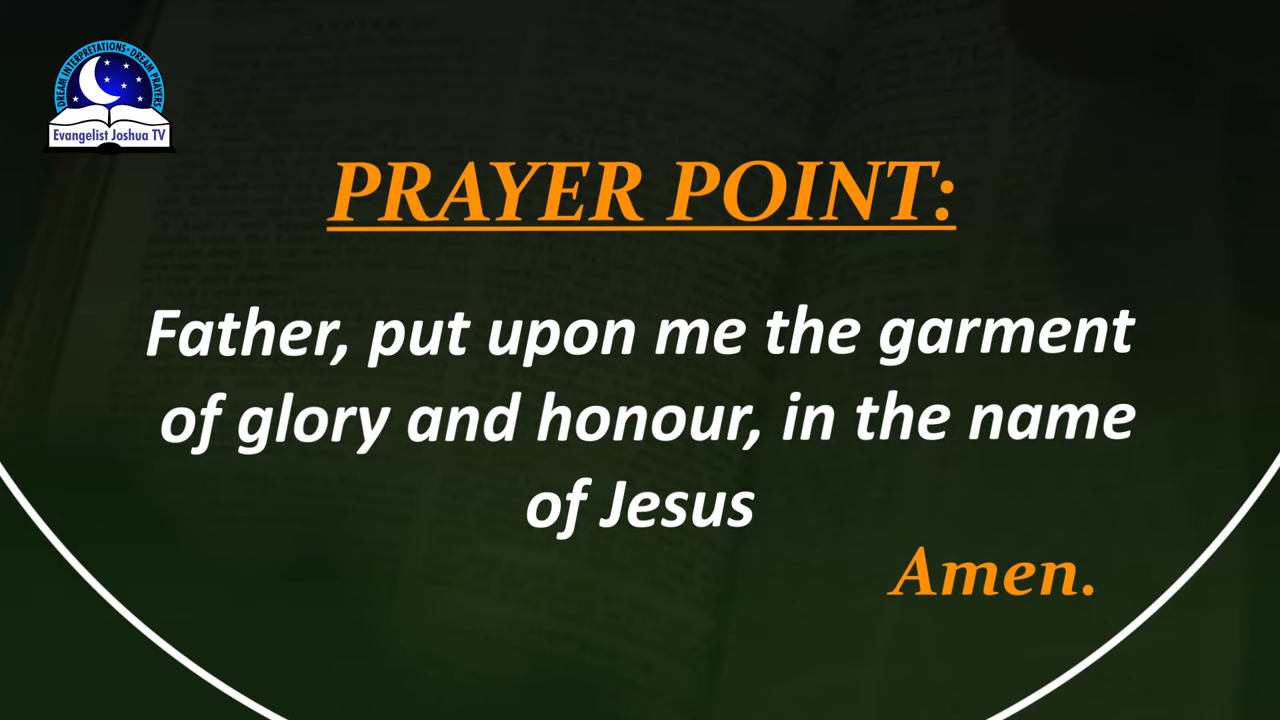 DREAM INTERPRETATIONS • DREAM PRAYERS
Evangelist Joshua TV
PRAYER POINT:
Father, put upon me the garment
of glory and honour, in the name
of Jesus
Amen.